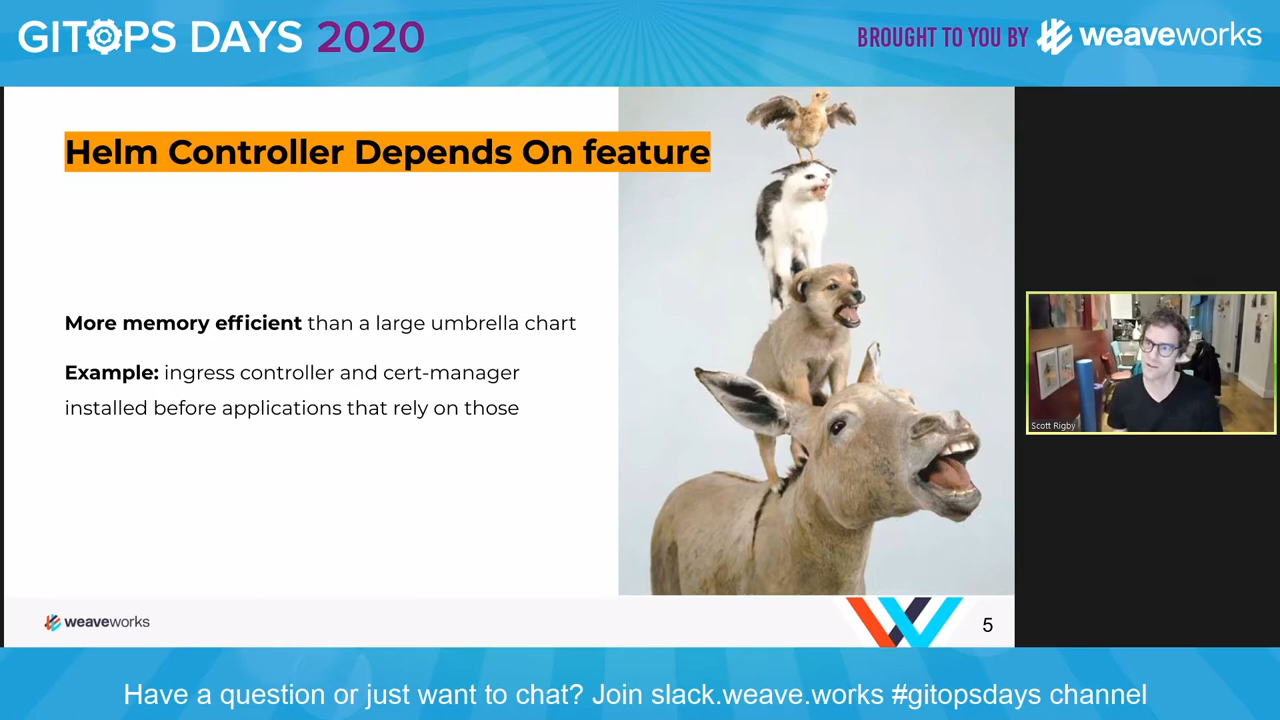 GITOPS DAYS 2020
BROUGHT TO YOU BY weaveworks
Helm Controller Depends On feature
More memory efficient than a large umbrella chart
Example: ingress controller and cert-manager
installed before applications that rely on those
Scott Rigby
weaveworks
5
Have a question or just want to chat? Join slack.weave.works #gitopsdays channel